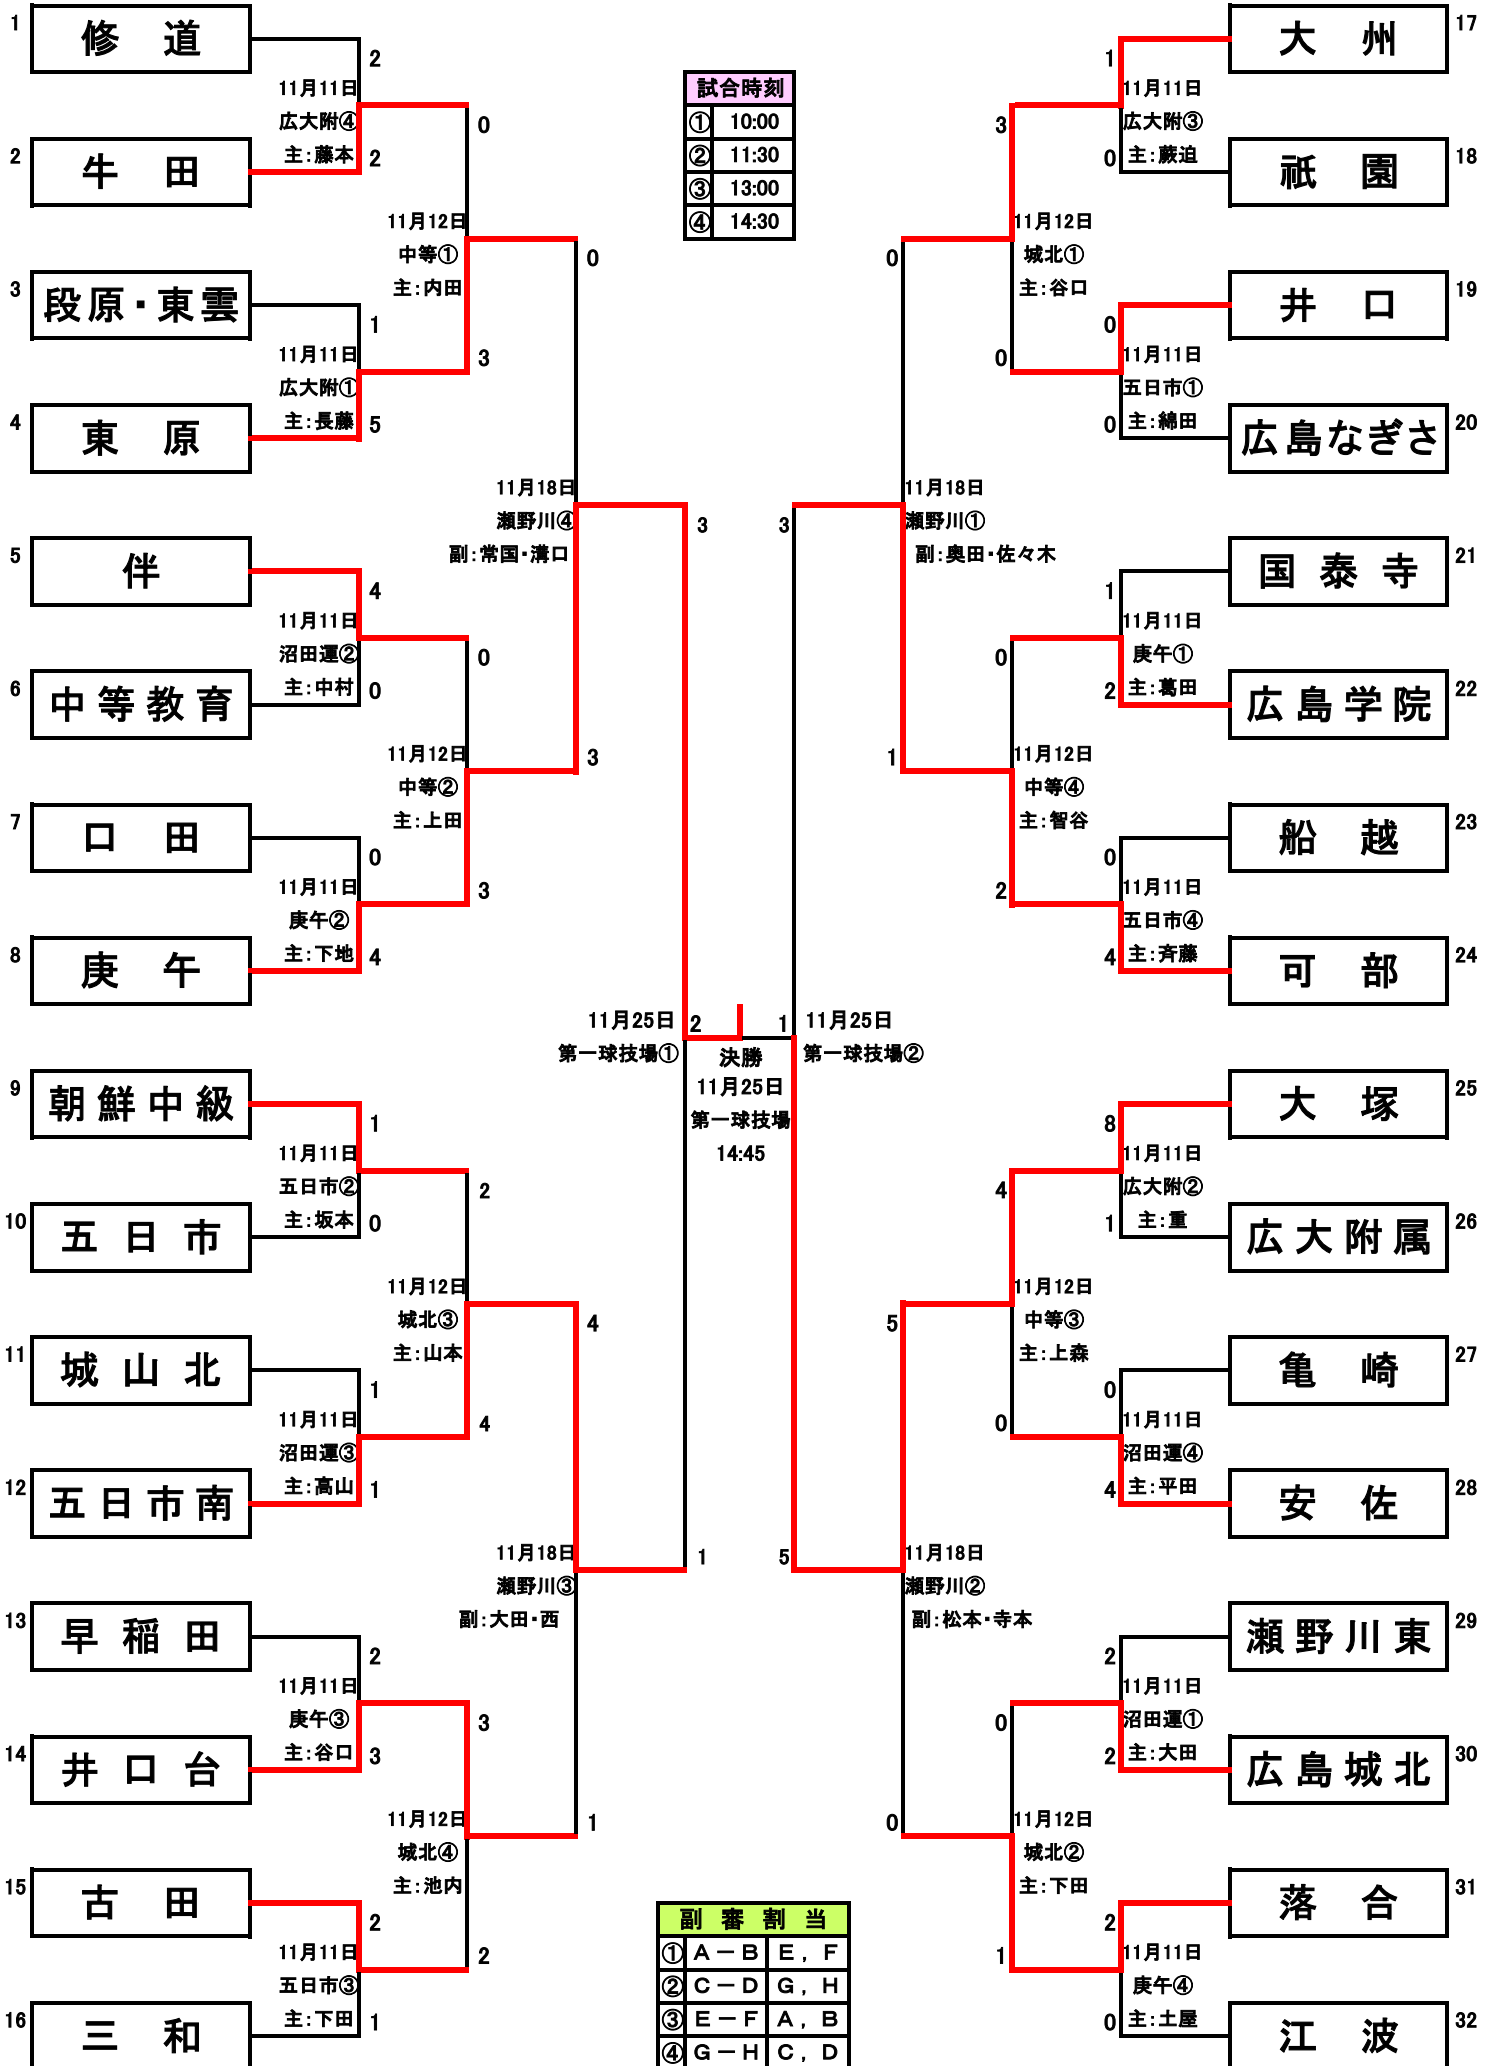 1 修道 2
11月11日
広大附④
主:藤本
2 牛田 2
0
11月12日
中等①
主:内田
3 段原・東雲 1
11月11日
広大附①
主:長藤
4 東原 5
3
0
11月18日
瀬野川④
副:常国・溝口
5 伴 4
11月11日
沼田運②
主:中村
6 中等教育 0
0
11月12日
中等②
主:上田
7 口田 0
11月11日
庚午②
主:下地
8 庚午 4
3
3
3
11月25日
第一球技場①
2
9 朝鮮中級 1
11月11日
五日市②
主:坂本
10 五日市 0
2
11月12日
城北③
主:山本
11 城山北 1
11月11日
沼田運③
主:高山
12 五日市南 1
4
4
11月18日
瀬野川③
副:大田・西
1
13 早稲田 2
11月11日
庚午③
主:谷口
14 井口台 3
3
11月12日
城北④
主:池内
15 古田 2
11月11日
五日市③
主:下田
16 三和 1
2
1
試合時刻
① 10:00
② 11:30
③ 13:00
④ 14:30
決勝
11月25日
第一球技場
14:45
副審割当
① A-B E, F
② C-D G, H
③ E-F A, B
④ G-H C, D
1 大州 17
11月11日
広大附③
主:蕨迫
0 祇園 18
3
11月12日
城北①
主:谷口
0 井口 19
11月11日
五日市①
主:綿田
0 広島なぎさ 20
0
0
11月18日
瀬野川①
副:奥田・佐々木
1 国泰寺 21
11月11日
庚午①
主:葛田
2 広島学院 22
0
11月12日
中等④
主:智谷
0 船越 23
11月11日
五日市④
主:斉藤
4 可部 24
2
1
3
11月25日
第一球技場②
1
8 大塚 25
11月11日
広大附②
主:重
1 広大附属 26
4
11月12日
中等③
主:上森
0 亀崎 27
11月11日
沼田運④
主:平田
4 安佐 28
0
5
11月18日
瀬野川②
副:松本・寺本
5
2 瀬野川東 29
11月11日
沼田運①
主:大田
2 広島城北 30
0
11月12日
城北②
主:下田
2 落合 31
11月11日
庚午④
主:土屋
0 江波 32
1
0